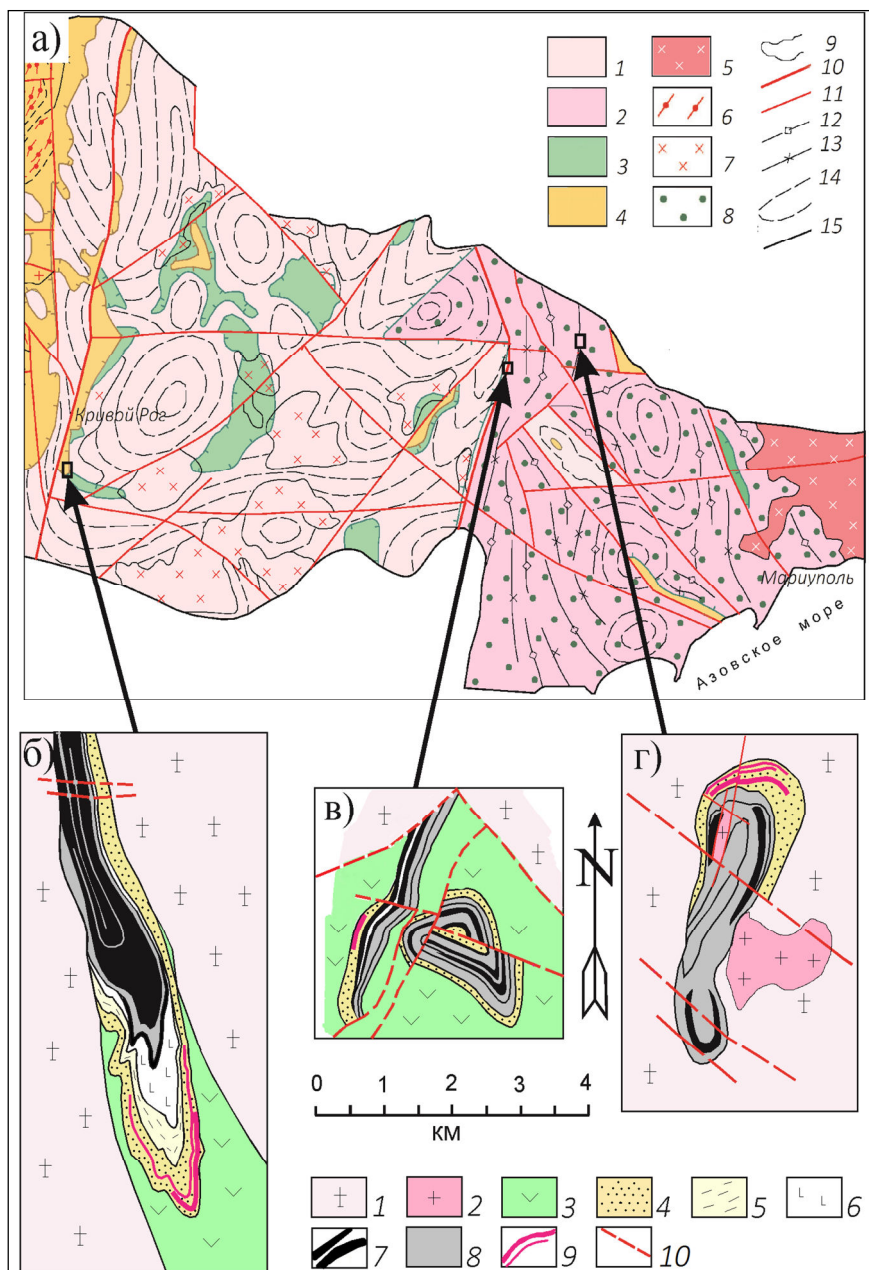 а)
1 5 9
10
2 6 11
12
3 7 13
14
4 8
15
Кривой Рог
Мариуполь
Азовское море
б)
в)
N
г)
0 1 2 3 4
КМ
1 2 3 4 5 6
7 8 9 10